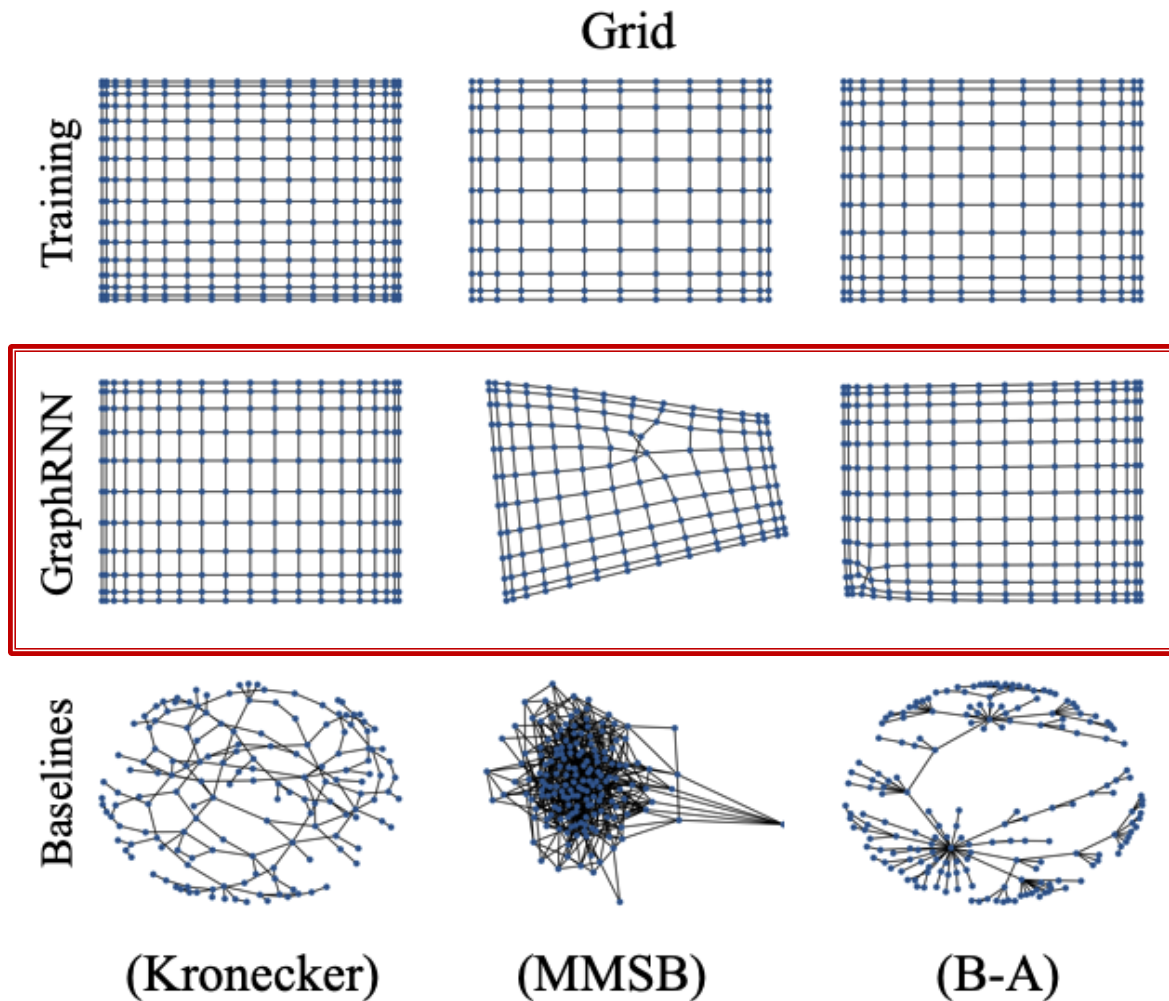 Grid
Training
GraphRNN
Baselines
(Kronecker)
(MMSB)
(B-A)